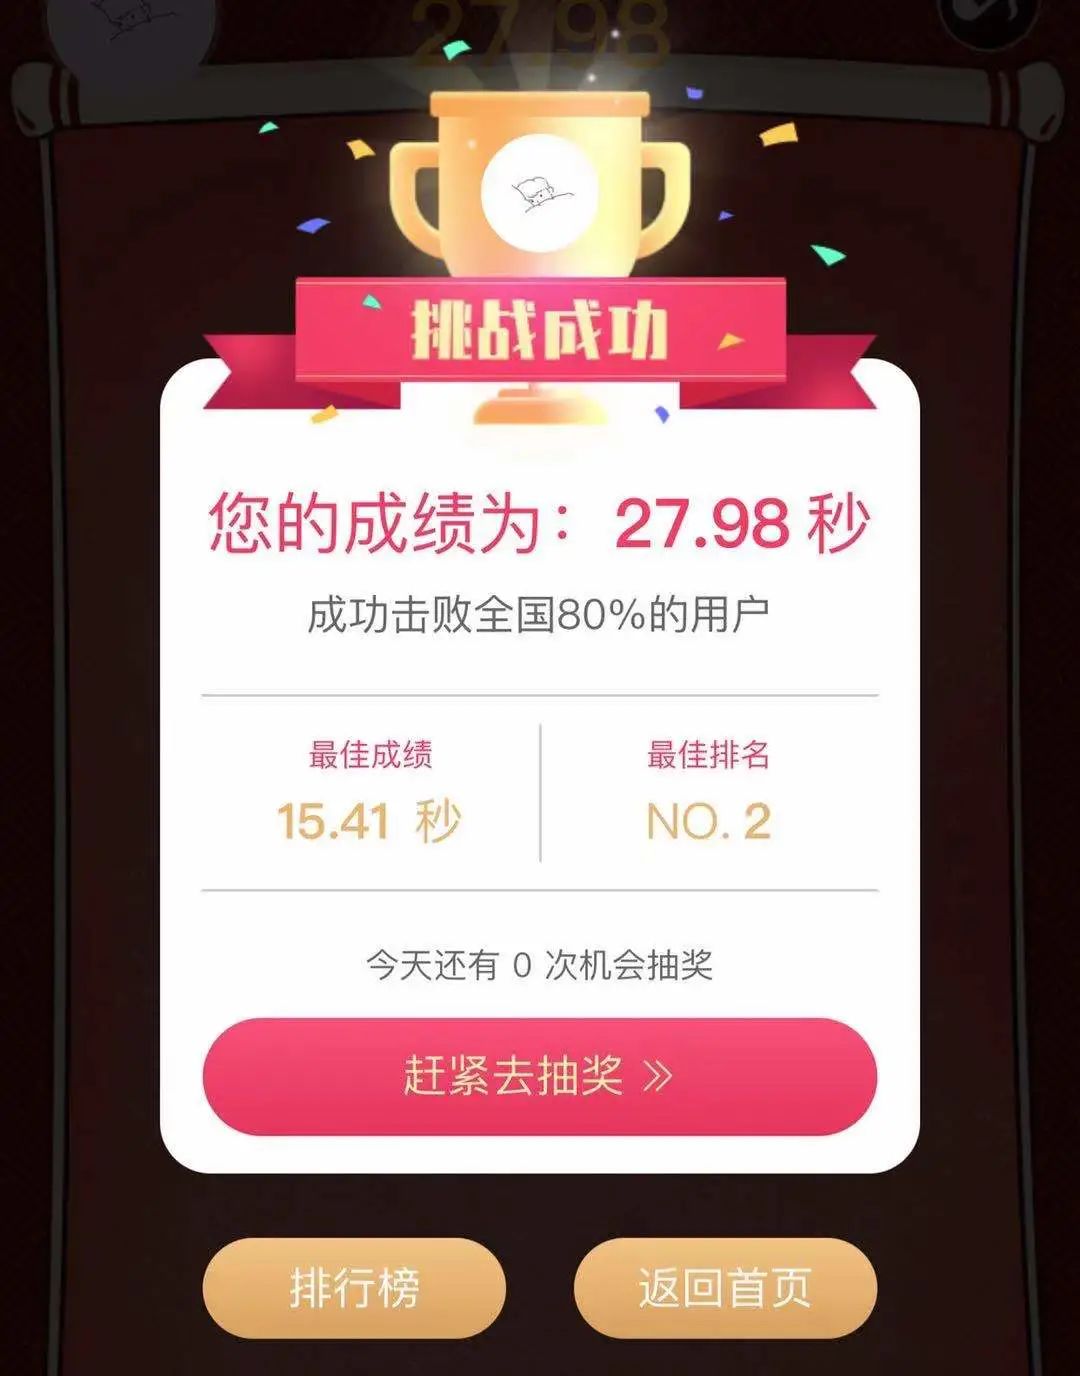 27.98
挑战成功
您的成绩为：27.98 秒
成功击败全国80%的用户
最佳成绩
15.41 秒
最佳排名
NO. 2
今天还有 0 次机会抽奖
赶紧去抽奖 >>
排行榜
返回首页